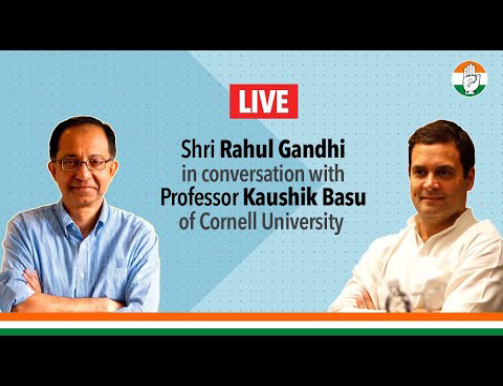 LIVE
Shri Rahul Gandhi
in conversation with
Professor Kaushik Basu
of Cornell University